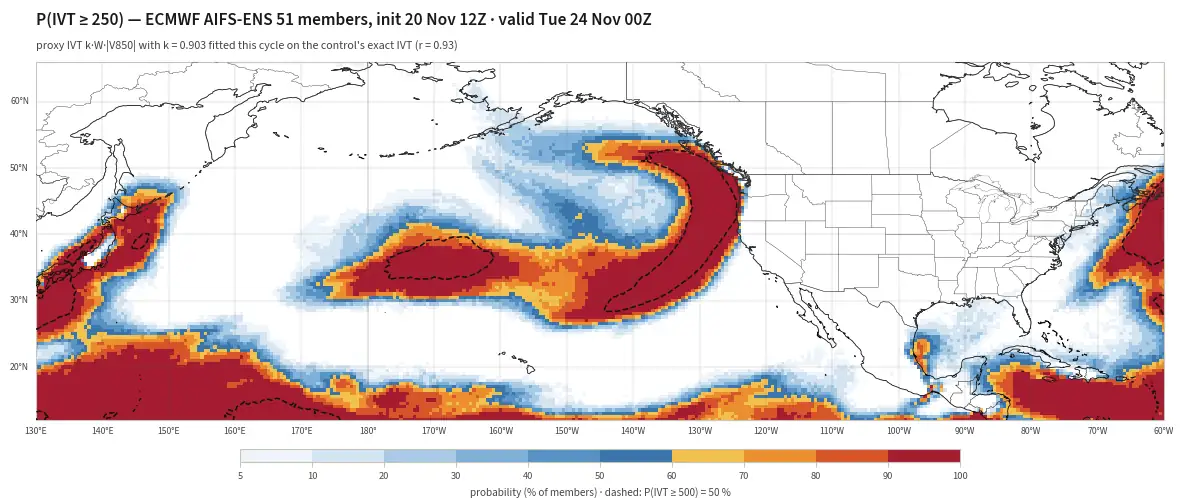 P(IVT ≥ 250) — ECMWF AIFS-ENS 51 members, init 20 Nov 12Z · valid Tue 24 Nov 00Z
proxy IVT k·W·|V850| with k = 0.903 fitted this cycle on the control's exact IVT (r = 0.93)
60°N
50°N
40°N
30°N
20°N
130°E 140°E 150°E 160°E 170°E 180° 170°W 160°W 150°W 140°W 130°W 120°W 110°W 100°W 90°W 80°W 70°W 60°W
5 10 20 30 40 50 60 70 80 90 100
probability (% of members) · dashed: P(IVT ≥ 500) = 50 %